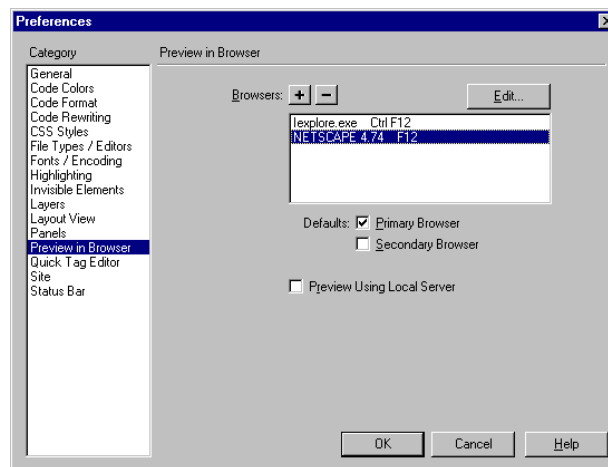 Preferences
Category
General
Code Colors
Code Format
Code Rewriting
CSS Styles
File Types / Editors
Fonts / Encoding
Highlighting
Invisible Elements
Layers
Layout View
Panels
Preview in Browser
Quick Tag Editor
Site
Status Bar
Preview in Browser
Browsers: + −
Edit...
Iexplore.exe Ctrl F12
NETSCAPE 4.74 F12
Defaults: Primary Browser
Secondary Browser
Preview Using Local Server
OK Cancel Help